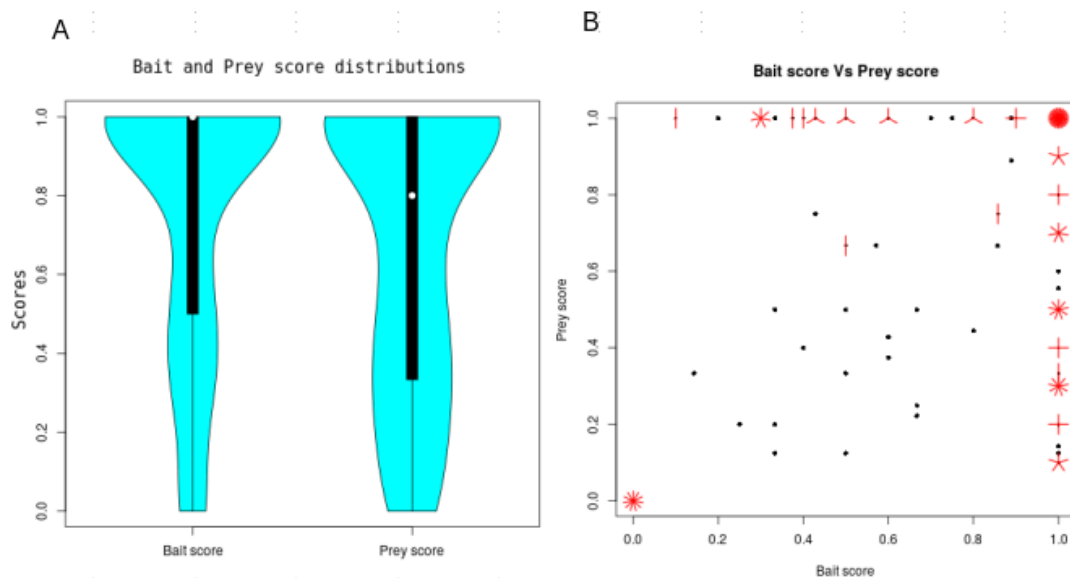 A
Bait and Prey score distributions
Scores
1.0
0.8
0.6
0.4
0.2
0.0
Bait score
Prey score
B
Bait score Vs Prey score
Prey score
1.0
0.8
0.6
0.4
0.2
0.0
0.0 0.2 0.4 0.6 0.8 1.0
Bait score